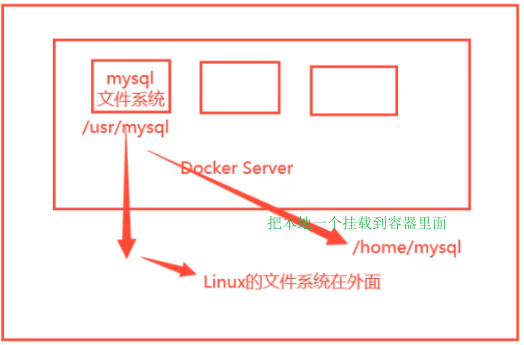 mysql
文件系统
/usr/mysql
Docker Server
把本地一个挂载到容器里面
/home/mysql
Linux的文件系统在外面